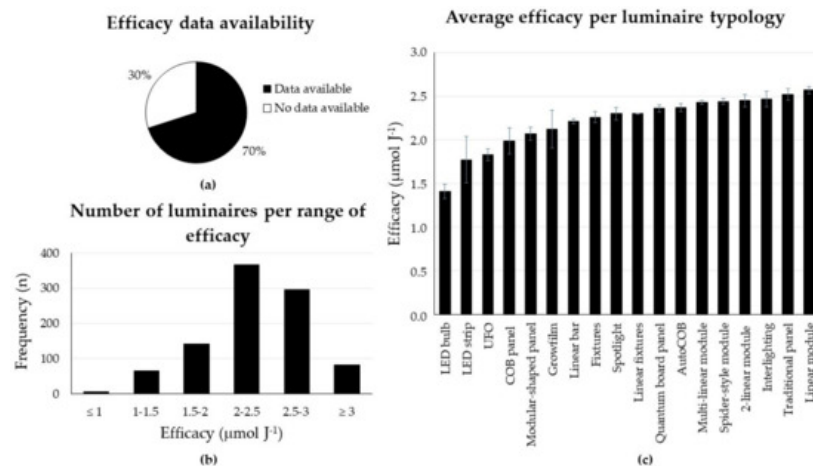 Efficacy data availability
30%
Data available
No data available
70%
(a)
Number of luminaires per range of
efficacy
Frequency (n)
400
300
200
100
0
≤ 1
1-1.5
1.5-2
2-2.5
2.5-3
≥ 3
Efficacy (μmol J⁻¹)
(b)
Average efficacy per luminaire typology
Efficacy (μmol J⁻¹)
3.0
2.5
2.0
1.5
1.0
0.5
0.0
LED bulb
LED strip
UFO
COB panel
Modular-shaped panel
Growfilm
Linear bar
Fixtures
Spotlight
Linear fixtures
Quantum board panel
AutoCOB
Multi-linear module
Spider-style module
2-linear module
Interlighting
Traditional panel
Linear module
(c)